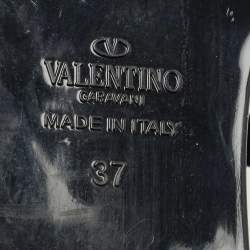 VALENTINO
GARAVANI
MADE IN ITALY
37